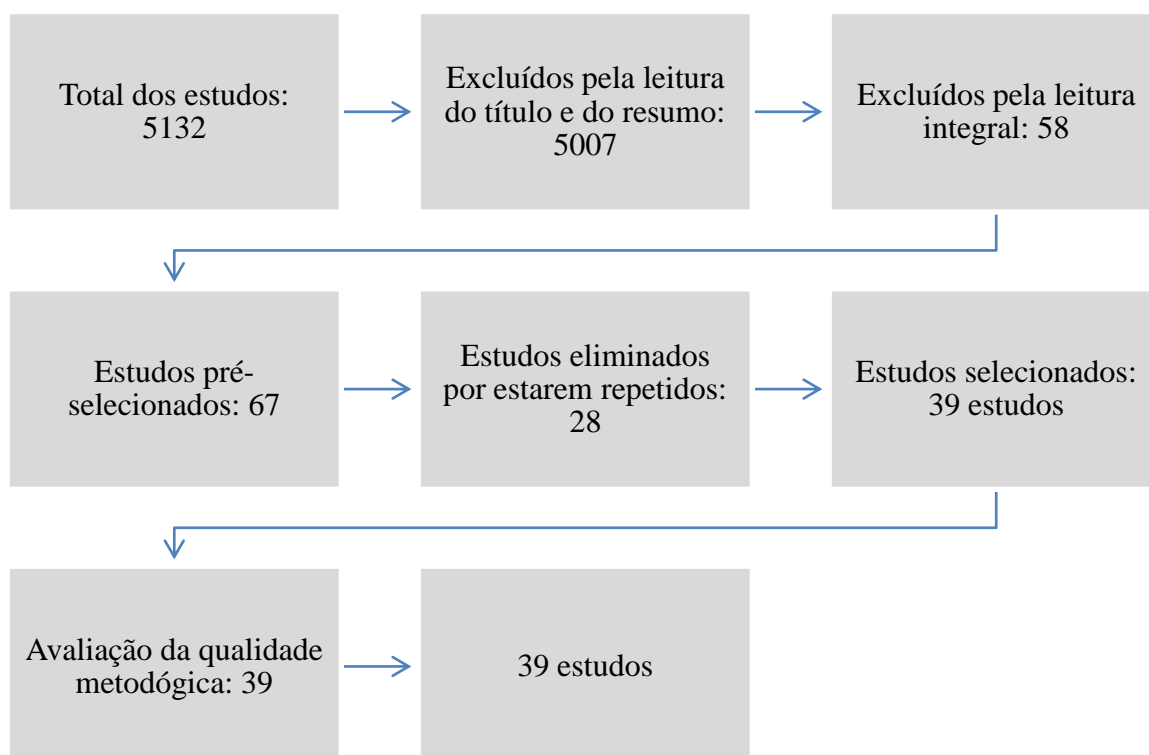 Total dos estudos:
5132
Excluídos pela leitura
do título e do resumo:
5007
Excluídos pela leitura
integral: 58
Estudos pré-
selecionados: 67
Estudos eliminados
por estarem repetidos:
28
Estudos selecionados:
39 estudos
Avaliação da qualidade
metodógica: 39
39 estudos